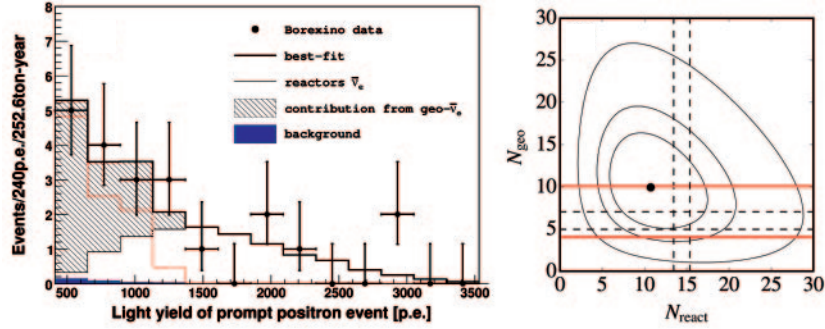 Borexino data
best-fit
reactors ν̄e
contribution from geo-ν̄e
background
Events/240p.e./252.6ton-year
8
7
6
5
4
3
2
1
0
500 1000 1500 2000 2500 3000 3500
Light yield of prompt positron event [p.e.]
Ngeo
30
25
20
15
10
5
0
0 5 10 15 20 25 30
Nreact